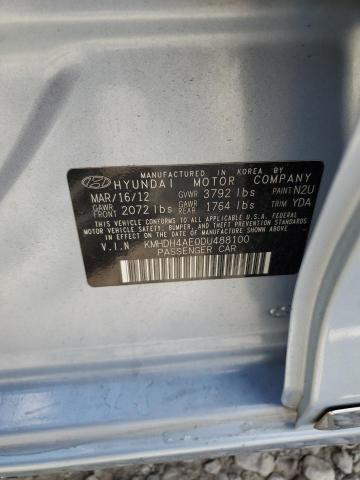 MANUFACTURED IN KOREA BY
HYUNDAI MOTOR COMPANY
MAR/16/12 GVWR 3792 lbs PAINT N2U
GAWR FRONT 2072 lbs GAWR REAR 1764 lbs TRIM YDA
THIS VEHICLE CONFORMS TO ALL APPLICABLE U.S.A. FEDERAL
MOTOR VEHICLE SAFETY, BUMPER, AND THEFT PREVENTION
STANDARDS IN EFFECT ON THE DATE OF MANUFACTURE SHOWN ABOVE
V.I.N KMHDH4AE0DU488100
PASSENGER CAR